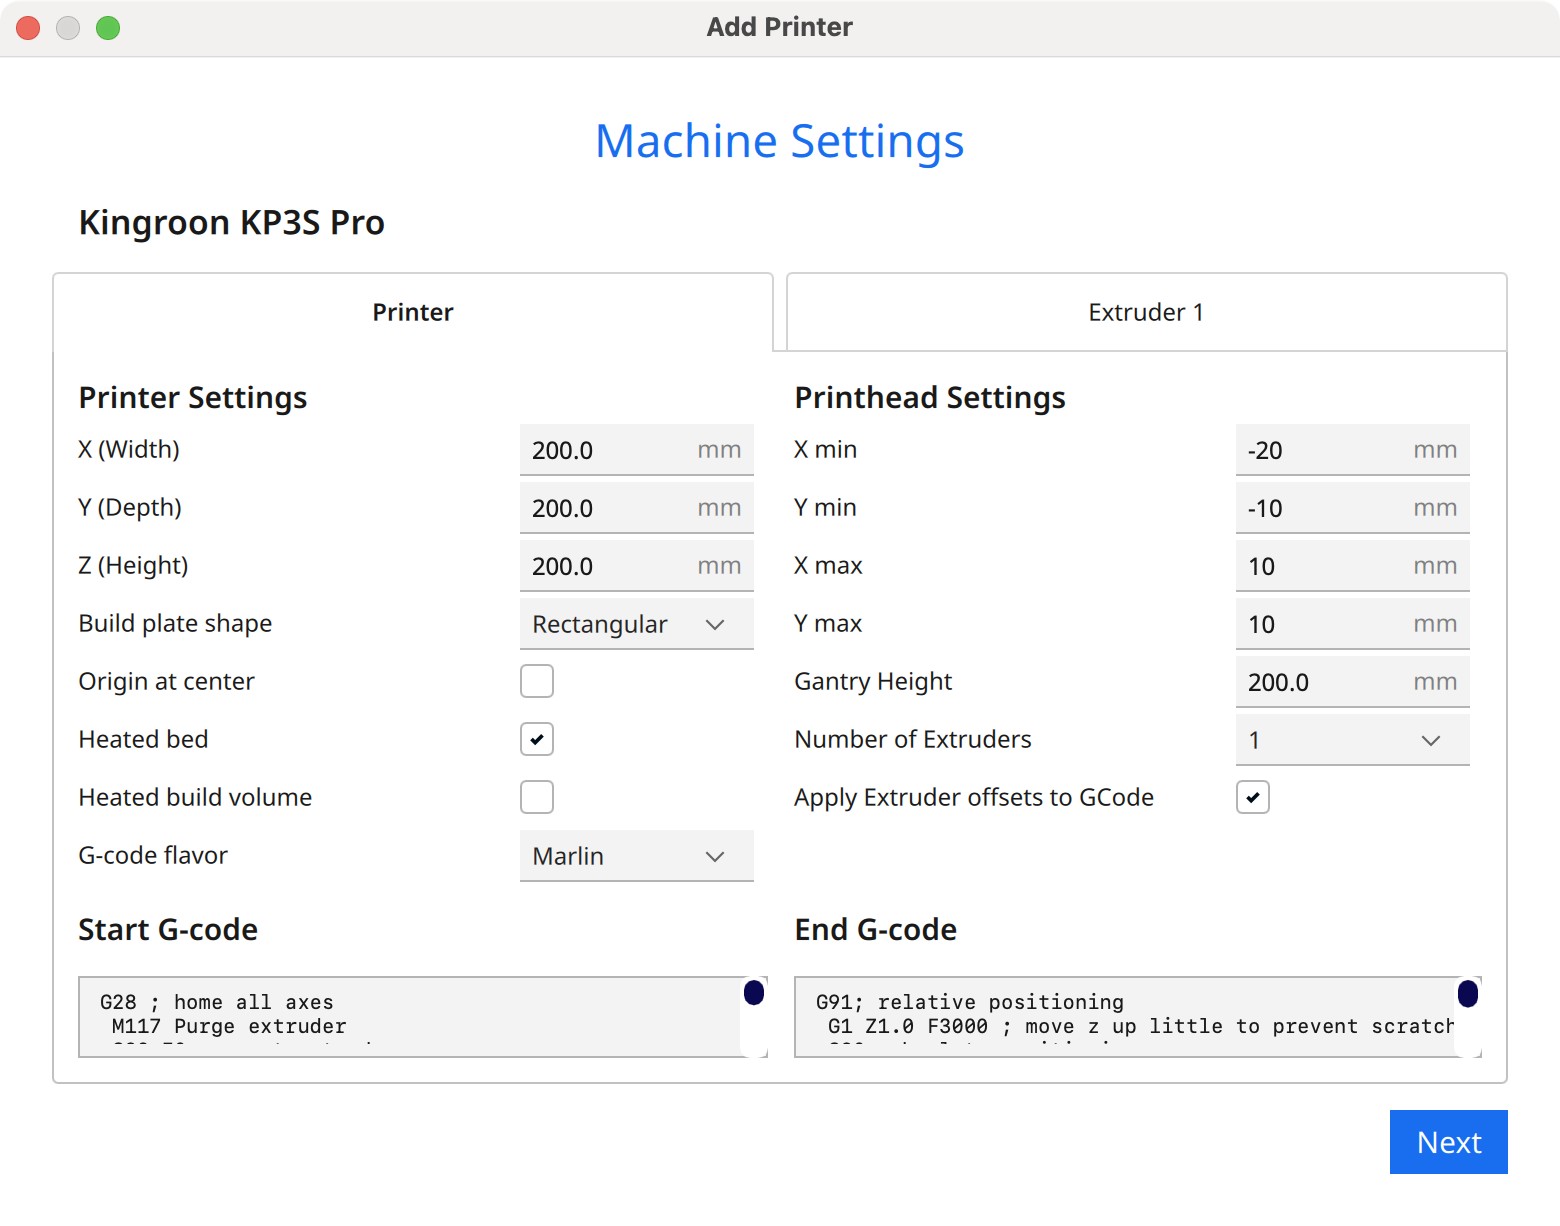 Add Printer
Machine Settings
Kingroon KP3S Pro
Printer
Extruder 1
Printer Settings
X (Width)
200.0 mm
Y (Depth)
200.0 mm
Z (Height)
200.0 mm
Build plate shape
Rectangular
Origin at center
Heated bed
Heated build volume
G-code flavor
Marlin
Printhead Settings
X min
-20 mm
Y min
-10 mm
X max
10 mm
Y max
10 mm
Gantry Height
200.0 mm
Number of Extruders
1
Apply Extruder offsets to GCode
Start G-code
G28 ; home all axes
M117 Purge extruder
End G-code
G91; relative positioning
G1 Z1.0 F3000 ; move z up little to prevent scratch
Next